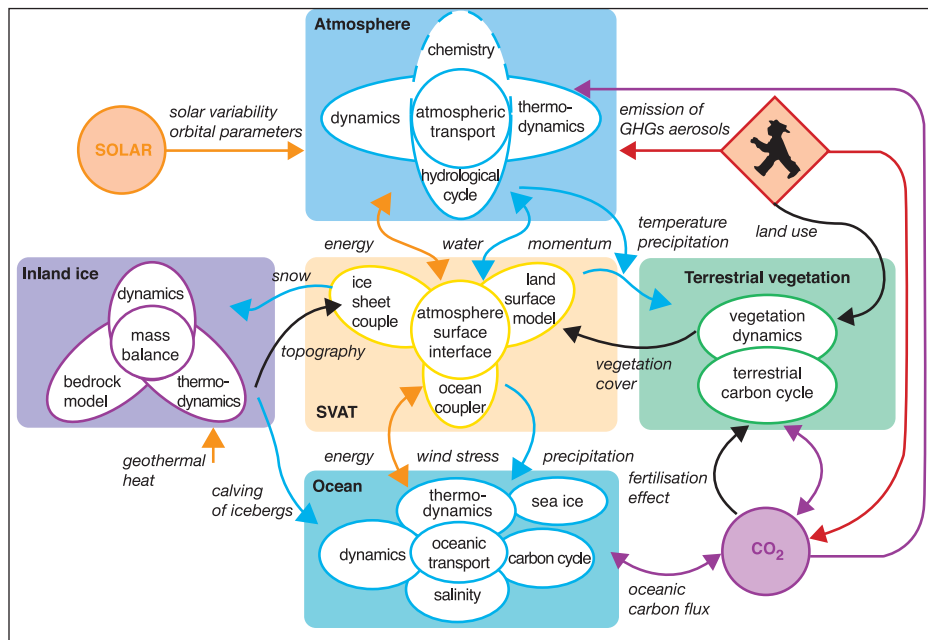 Atmosphere
chemistry
dynamics
atmospheric
transport
thermo-
dynamics
hydrological
cycle
solar variability
orbital parameters
SOLAR
emission of
GHGs aerosols
energy
water
momentum
temperature
precipitation
land use
Inland ice
dynamics
mass
balance
bedrock
model
thermo-
dynamics
snow
topography
geothermal
heat
calving
of icebergs
ice
sheet
couple
atmosphere
surface
interface
land
surface
model
ocean
coupler
SVAT
Terrestrial vegetation
vegetation
dynamics
terrestrial
carbon cycle
vegetation
cover
energy
wind stress
precipitation
fertilisation
effect
Ocean
thermo-
dynamics
sea ice
dynamics
oceanic
transport
carbon cycle
salinity
oceanic
carbon flux
CO2